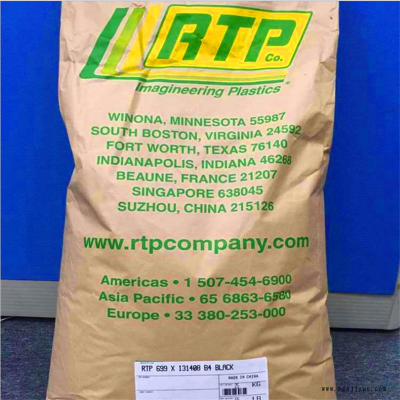 RTP
Co.
Imagineering Plastics®
WINONA, MINNESOTA 55987
SOUTH BOSTON, VIRGINIA 24592
FORT WORTH, TEXAS 76140
INDIANAPOLIS, INDIANA 46268
BEAUNE, FRANCE 21207
SINGAPORE 638045
SUZHOU, CHINA 215126
www.rtpcompany.com
Americas • 1 507-454-6900
Asia Pacific • 65 6863-6580
Europe • 33 380-253-000
RTP 699 X 131408 B4 BLACK
MADE IN CHINA
KG
LB